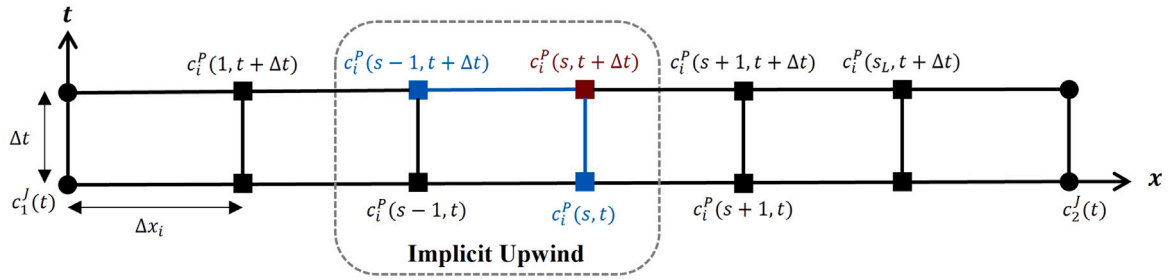 t
c_i^P(1, t + Δt)
c_i^P(s − 1, t + Δt)
c_i^P(s, t + Δt)
c_i^P(s + 1, t + Δt)
c_i^P(s_L, t + Δt)
Δt
x
c_1^J(t)
Δx_i
c_i^P(s − 1, t)
c_i^P(s, t)
c_i^P(s + 1, t)
c_2^J(t)
Implicit Upwind